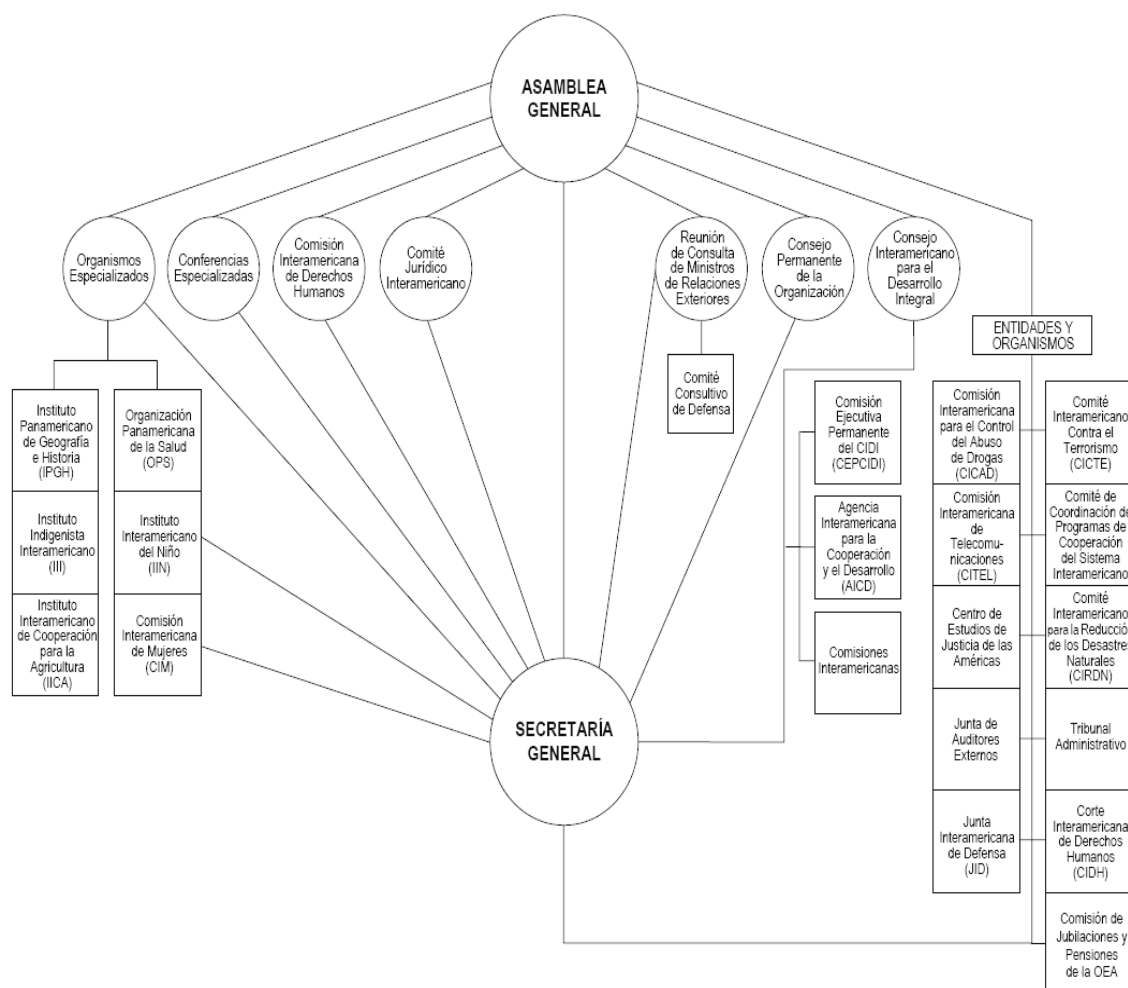 ASAMBLEA
GENERAL
Organismos
Especializados
Conferencias
Especializadas
Comisión
Interamericana
de Derechos
Humanos
Comité
Jurídico
Interamericano
Reunión
de Consulta
de Ministros
de Relaciones
Exteriores
Consejo
Permanente
de la
Organización
Consejo
Interamericano
para el
Desarrollo
Integral
ENTIDADES Y
ORGANISMOS
Instituto
Panamericano
de Geografía
e Historia
(IPGH)
Organización
Panamericana
de la Salud
(OPS)
Instituto
Indigenista
Interamericano
(III)
Instituto
Interamericano
del Niño
(IIN)
Instituto
Interamericano
de Cooperación
para la
Agricultura
(IICA)
Comisión
Interamericana
de Mujeres
(CIM)
Comité
Consultivo
de Defensa
Comisión
Ejecutiva
Permanente
del CIDI
(CEPCIDI)
Agencia
Interamericana
para la
Cooperación
y el Desarrollo
(AICD)
Comisiones
Interamericanas
Comisión
Interamericana
para el Control
del Abuso
de Drogas
(CICAD)
Comité
Interamericano
Contra el
Terrorismo
(CICTE)
Comisión
Interamericana
de
Telecomu-
nicaciones
(CITEL)
Comité de
Coordinación de
Programas de
Cooperación
del Sistema
Interamericano
Centro de
Estudios de
Justicia de las
Américas
Comité
Interamericano
para la Reducción
de los Desastres
Naturales
(CIRDN)
Junta de
Auditores
Externos
Tribunal
Administrativo
Junta
Interamericana
de Defensa
(JID)
Corte
Interamericana
de Derechos
Humanos
(CIDH)
Comisión de
Jubilaciones y
Pensiones
de la OEA
SECRETARÍA
GENERAL